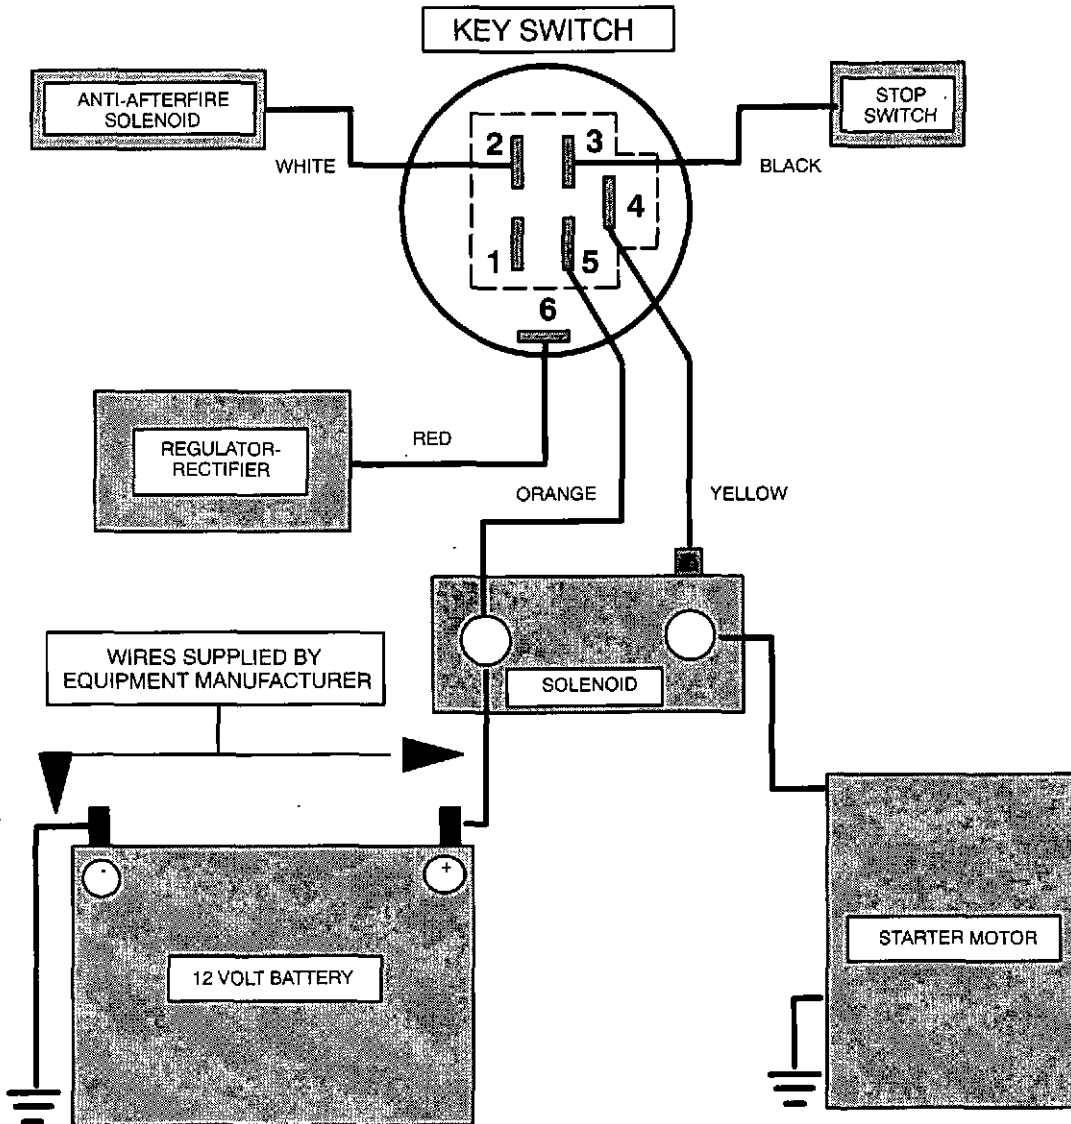 KEY SWITCH
ANTI-AFTERFIRE
SOLENOID
STOP
SWITCH
WHITE
BLACK
2
3
4
1
5
6
REGULATOR-
RECTIFIER
RED
ORANGE
YELLOW
WIRES SUPPLIED BY
EQUIPMENT MANUFACTURER
SOLENOID
-
+
12 VOLT BATTERY
STARTER MOTOR